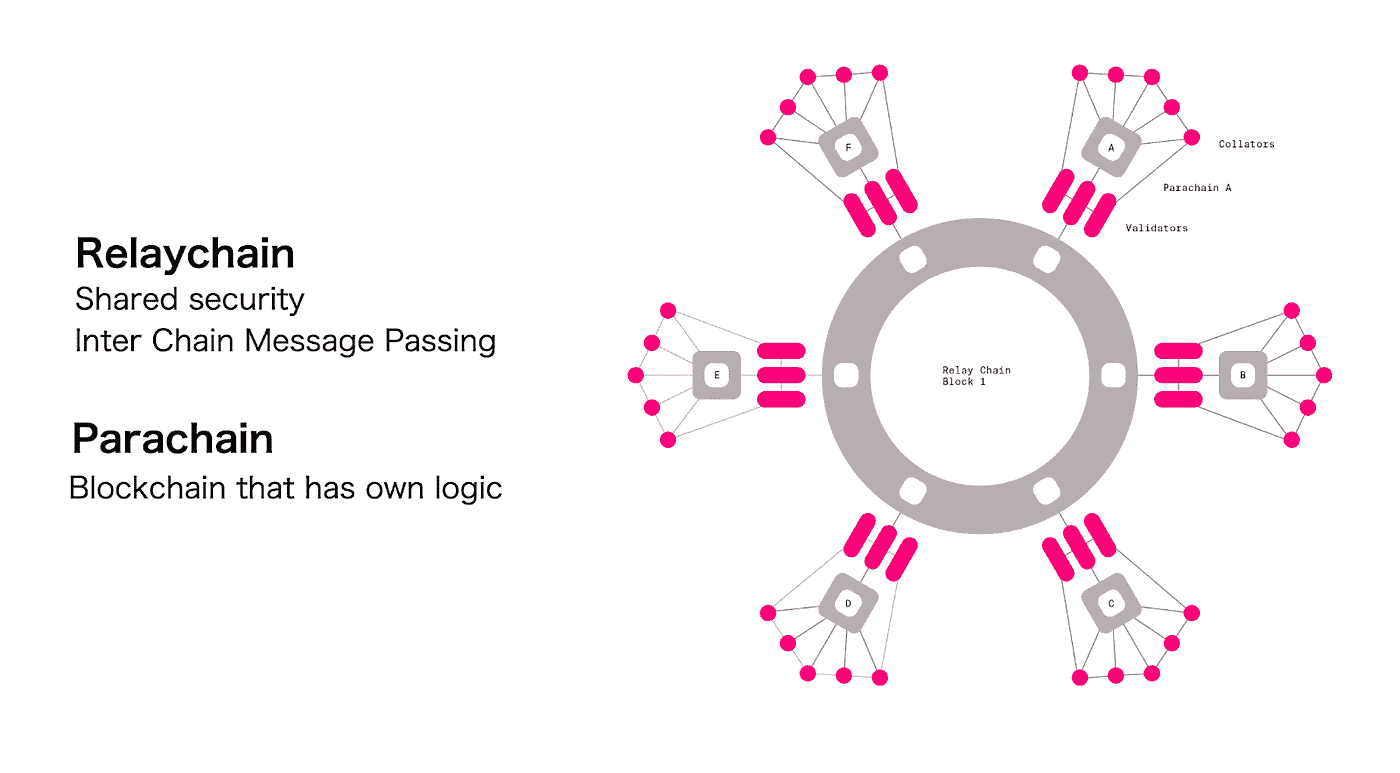 Relaychain
Shared security
Inter Chain Message Passing
Parachain
Blockchain that has own logic
F
A
Collators
Parachain A
Validators
E
Relay Chain
Block 1
B
D
C